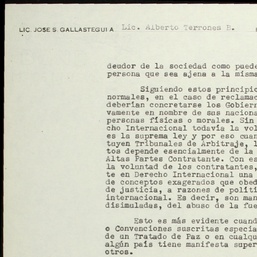 LIC. JOSE S. GALLASTEGUI A Lic. Alberto Terrones B.
deudor de la sociedad como puede
persona que sea ajena a la misma
Siguiendo estos principio
normales, en el caso de reclamac
deberían concretarse los Gobiern
vamente en nombre de sus naciona
personas físicas o morales. Sin
cho Internacional todavía la vol
es la suprema ley y por eso cuan
tuyen Tribunales de Arbitraje, l
tos depende esencialmente de la
Altas Partes Contratante. Con es
la voluntad de los contratantes,
te en Derecho Internacional una
de conceptos exagerados que obed
de justicia, a razones de políti
internacional. Es decir, son man
disimuladas, del abuso de la fue
Esto es más evidente cuand
o Convenciones suscritas especia
de un Tratado de Paz o en cualqu
algún país tiene manifiesta super
otros.